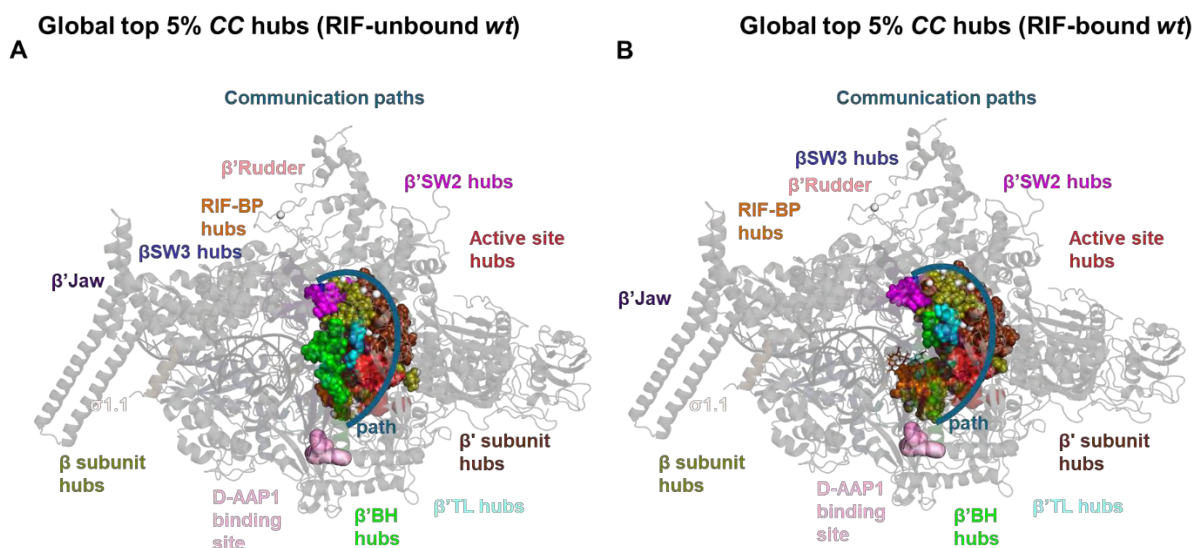 Global top 5% CC hubs (RIF-unbound wt)
A
Communication paths
β'Rudder
β'SW2 hubs
RIF-BP
hubs
Active site
hubs
βSW3 hubs
β'Jaw
σ1.1
path
β subunit
hubs
β' subunit
hubs
D-AAP1
binding
site
β'TL hubs
β'BH
hubs
Global top 5% CC hubs (RIF-bound wt)
B
Communication paths
βSW3 hubs
β'Rudder
β'SW2 hubs
RIF-BP
hubs
Active site
hubs
β'Jaw
σ1.1
path
β subunit
hubs
β' subunit
hubs
D-AAP1
binding
site
β'TL hubs
β'BH
hubs